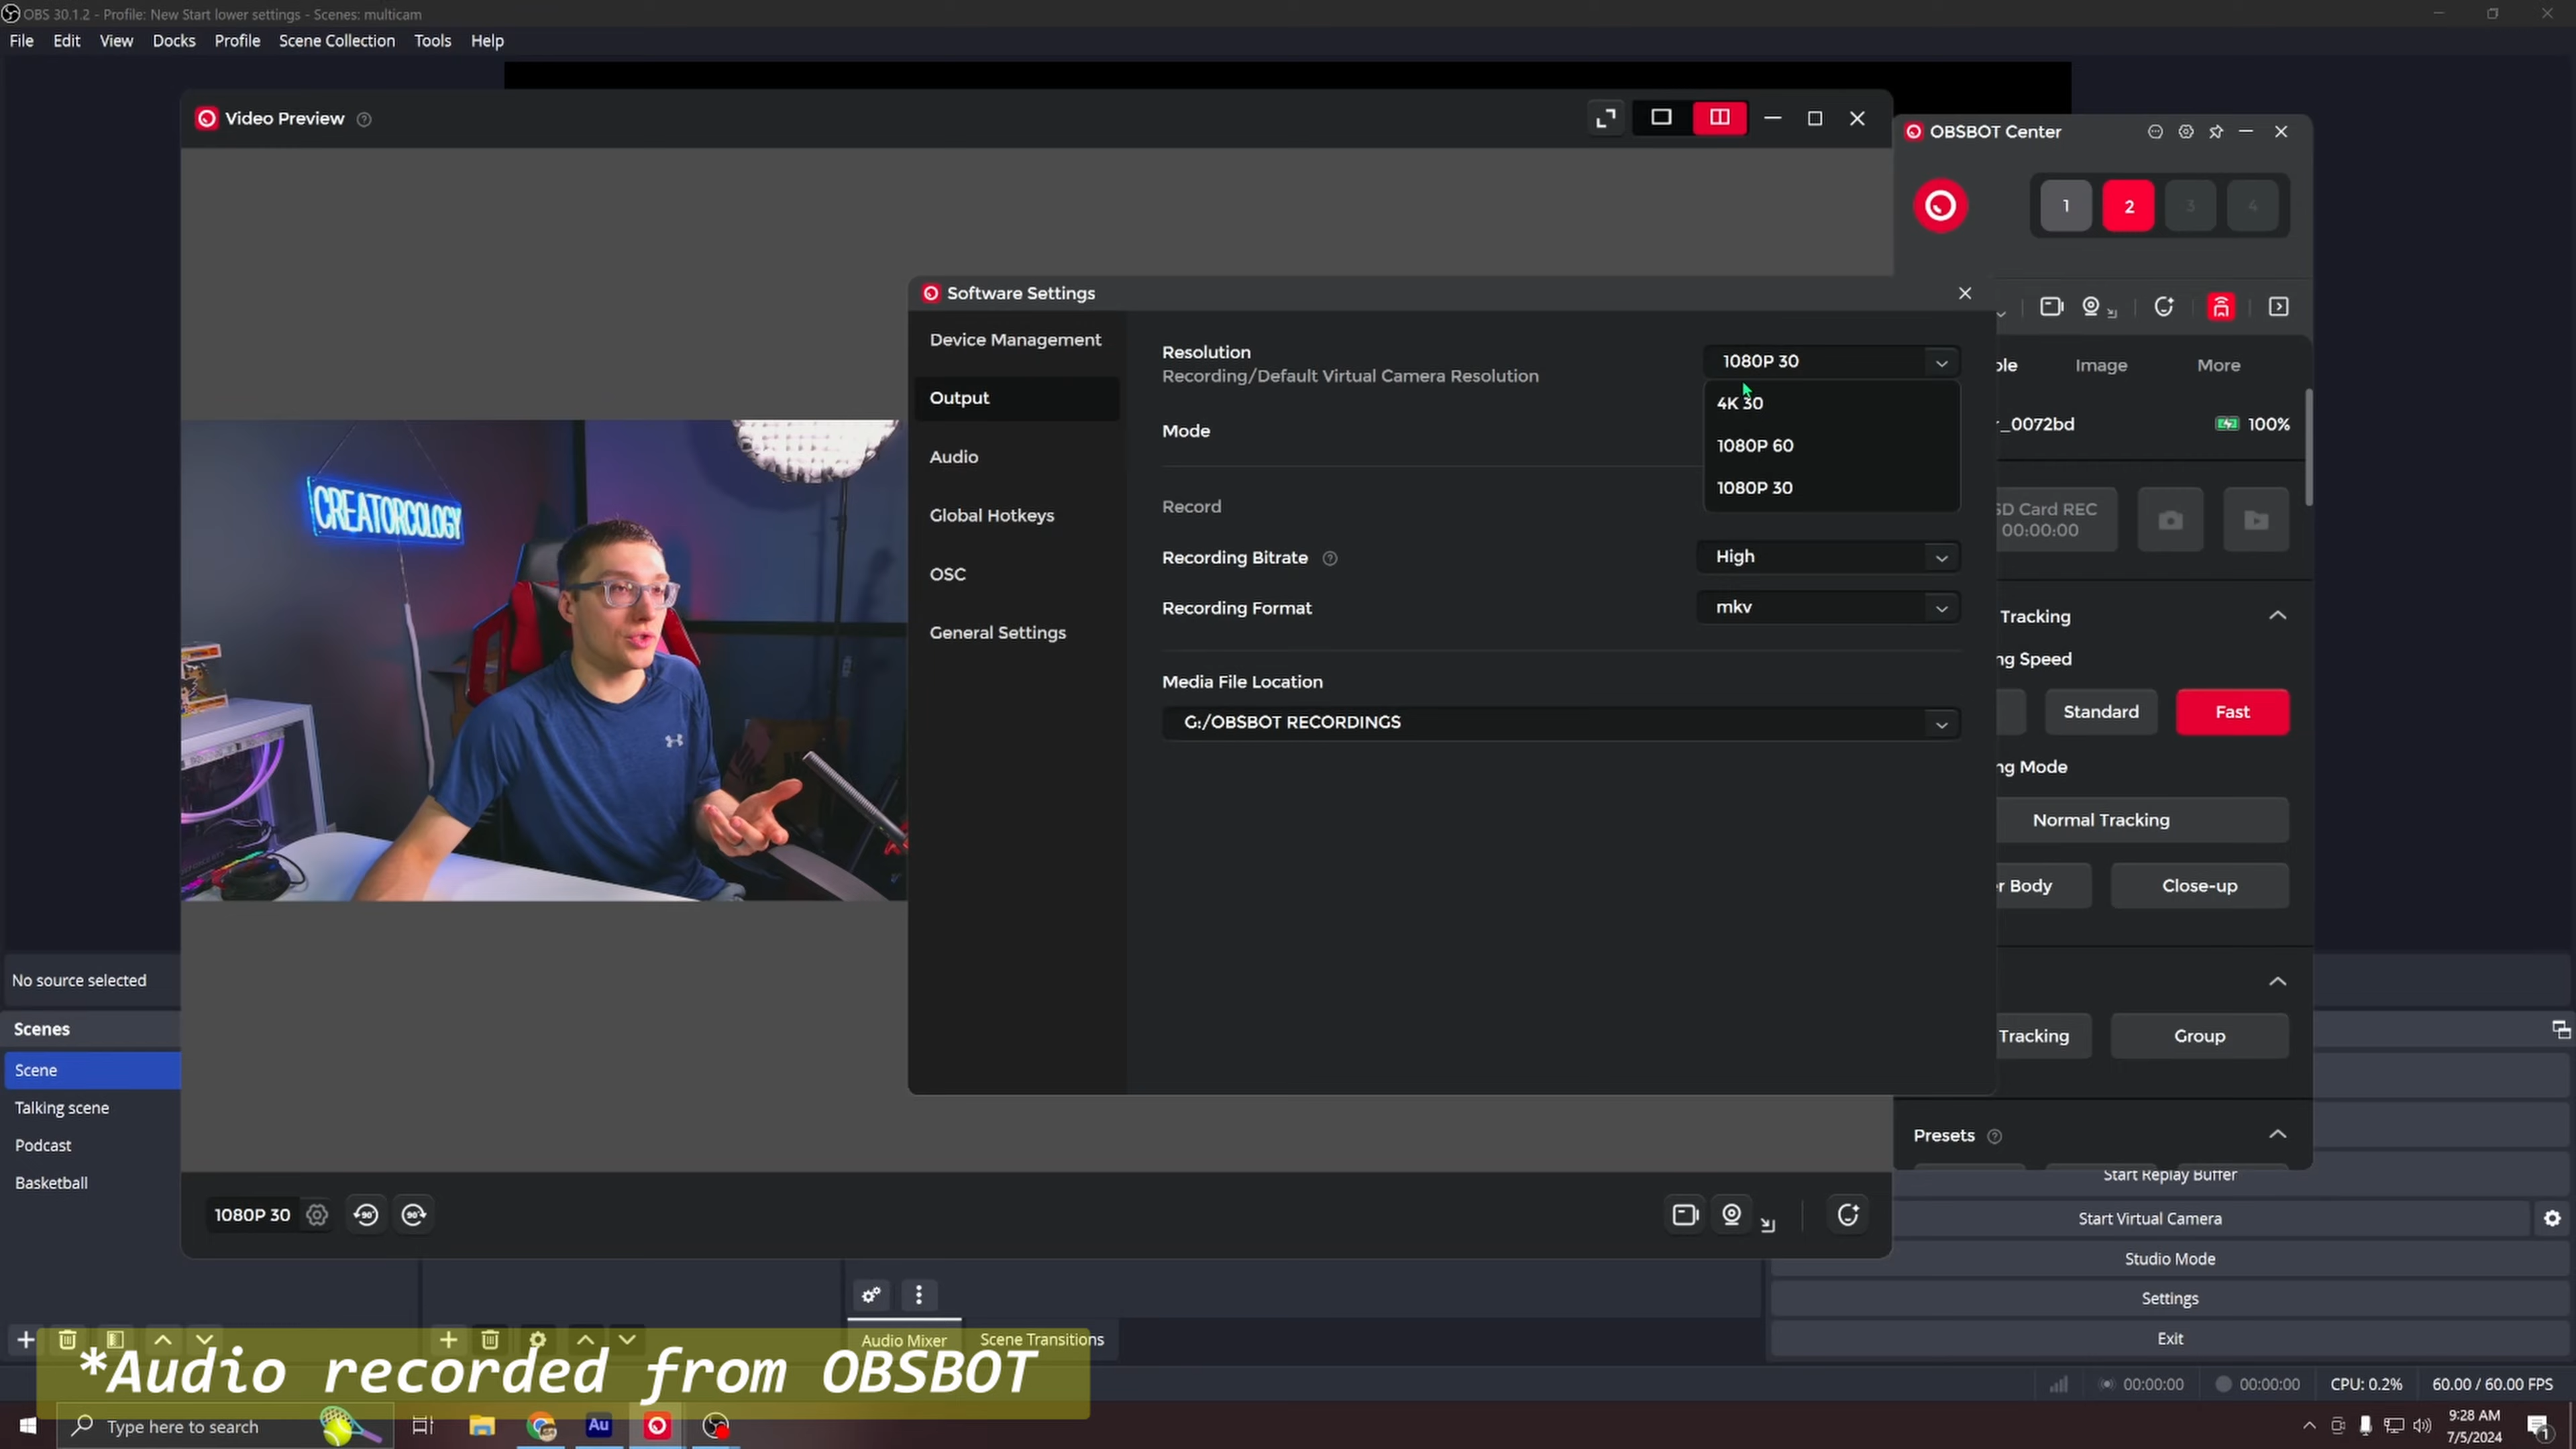 OBS 30.1.2 - Profile: New Start lower settings - Scenes: multicam
File Edit View Docks Profile Scene Collection Tools Help
Video Preview
OBSBOT Center
1 2 3 4
Software Settings
Device Management
Output
Audio
Global Hotkeys
OSC
General Settings
Resolution
Recording/Default Virtual Camera Resolution
1080P 30
4K 30
1080P 60
1080P 30
Mode
Record
Recording Bitrate
High
Recording Format
mkv
Media File Location
G:/OBSBOT RECORDINGS
Image More
r_0072bd 100%
SD Card REC
00:00:00
Tracking
Standard Fast
Normal Tracking
Close-up
Tracking Group
Presets
CREATORCOLOGY
1080P 30
90° 90°
No source selected
Scenes
Scene
Talking scene
Podcast
Basketball
Audio Mixer Scene Transitions
Start Replay Buffer
Start Virtual Camera
Studio Mode
Settings
Exit
*Audio recorded from OBSBOT
00:00:00 00:00:00 CPU: 0.2% 60.00 / 60.00 FPS
Type here to search
Au
9:28 AM
7/5/2024
1